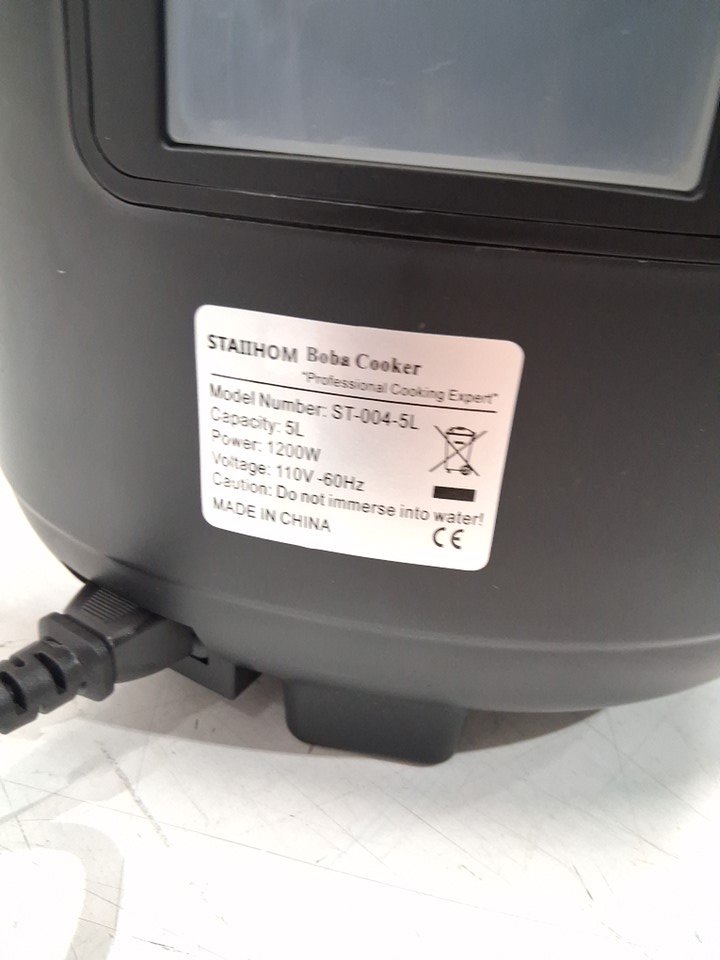 STAIIHOM Boba Cooker
"Professional Cooking Expert"
Model Number: ST-004-5L
Capacity: 5L
Power: 1200W
Voltage: 110V -60Hz
Caution: Do not immerse into water!
MADE IN CHINA
CE